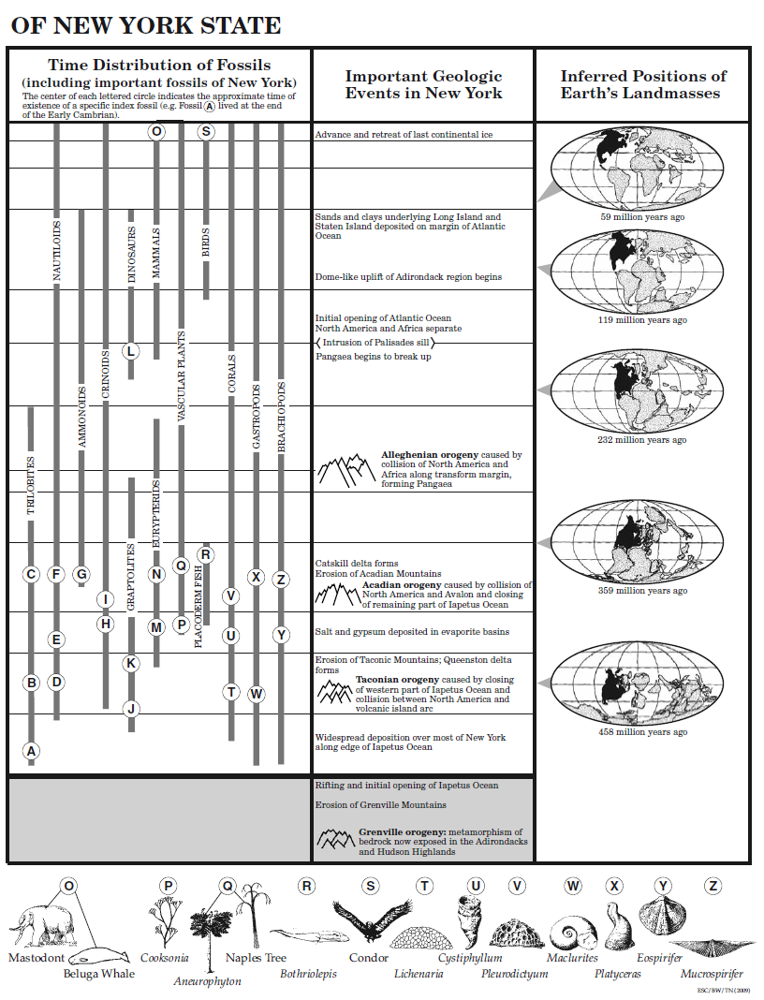 OF NEW YORK STATE
Time Distribution of Fossils
(including important fossils of New York)
The center of each lettered circle indicates the approximate time of
existence of a specific index fossil (e.g. Fossil A lived at the end
of the Early Cambrian).
Important Geologic
Events in New York
Inferred Positions of
Earth's Landmasses
O
S
NAUTILOIDS
DINOSAURS
MAMMALS
BIRDS
L
VASCULAR PLANTS
CRINOIDS
CORALS
AMMONOIDS
GASTROPODS
BRACHIOPODS
TRILOBITES
EURYPTERIDS
GRAPTOLITES
PLACODERM FISH
R
Q
C
F
G
N
X
Z
I
V
H
M
P
E
U
Y
K
B
D
T
W
J
A
Advance and retreat of last continental ice
Sands and clays underlying Long Island and
Staten Island deposited on margin of Atlantic
Ocean
Dome-like uplift of Adirondack region begins
Initial opening of Atlantic Ocean
North America and Africa separate
Intrusion of Palisades sill
Pangaea begins to break up
Alleghenian orogeny caused by
collision of North America and
Africa along transform margin,
forming Pangaea
Catskill delta forms
Erosion of Acadian Mountains
Acadian orogeny caused by collision of
North America and Avalon and closing
of remaining part of Iapetus Ocean
Salt and gypsum deposited in evaporite basins
Erosion of Taconic Mountains; Queenston delta
forms
Taconian orogeny caused by closing
of western part of Iapetus Ocean and
collision between North America and
volcanic island arc
Widespread deposition over most of New York
along edge of Iapetus Ocean
Rifting and initial opening of Iapetus Ocean
Erosion of Grenville Mountains
Grenville orogeny: metamorphism of
bedrock now exposed in the Adirondacks
and Hudson Highlands
59 million years ago
119 million years ago
232 million years ago
359 million years ago
458 million years ago
O
P
Q
R
S
T
U
V
W
X
Y
Z
Mastodont
Beluga Whale
Cooksonia
Aneurophyton
Naples Tree
Bothriolepis
Condor
Lichenaria
Cystiphyllum
Pleurodictyum
Maclurites
Platyceras
Eospirifer
Mucrospirifer
ESC/BW/TN (2009)